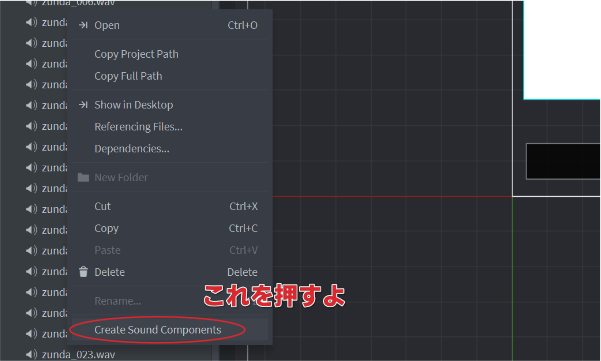 zunda_006.wav
zunda
Open Ctrl+O
zunda
Copy Project Path
zunda
Copy Full Path
zunda
zunda
Show in Desktop
zunda
Referencing Files...
zunda
Dependencies...
zunda
New Folder
zunda
zunda
Cut Ctrl+X
zunda
Copy Ctrl+C
zunda
Paste Ctrl+V
zunda
Delete Delete
zunda
Rename...
これを押すよ
zunda
zunda
Create Sound Components
zunda_023.wav